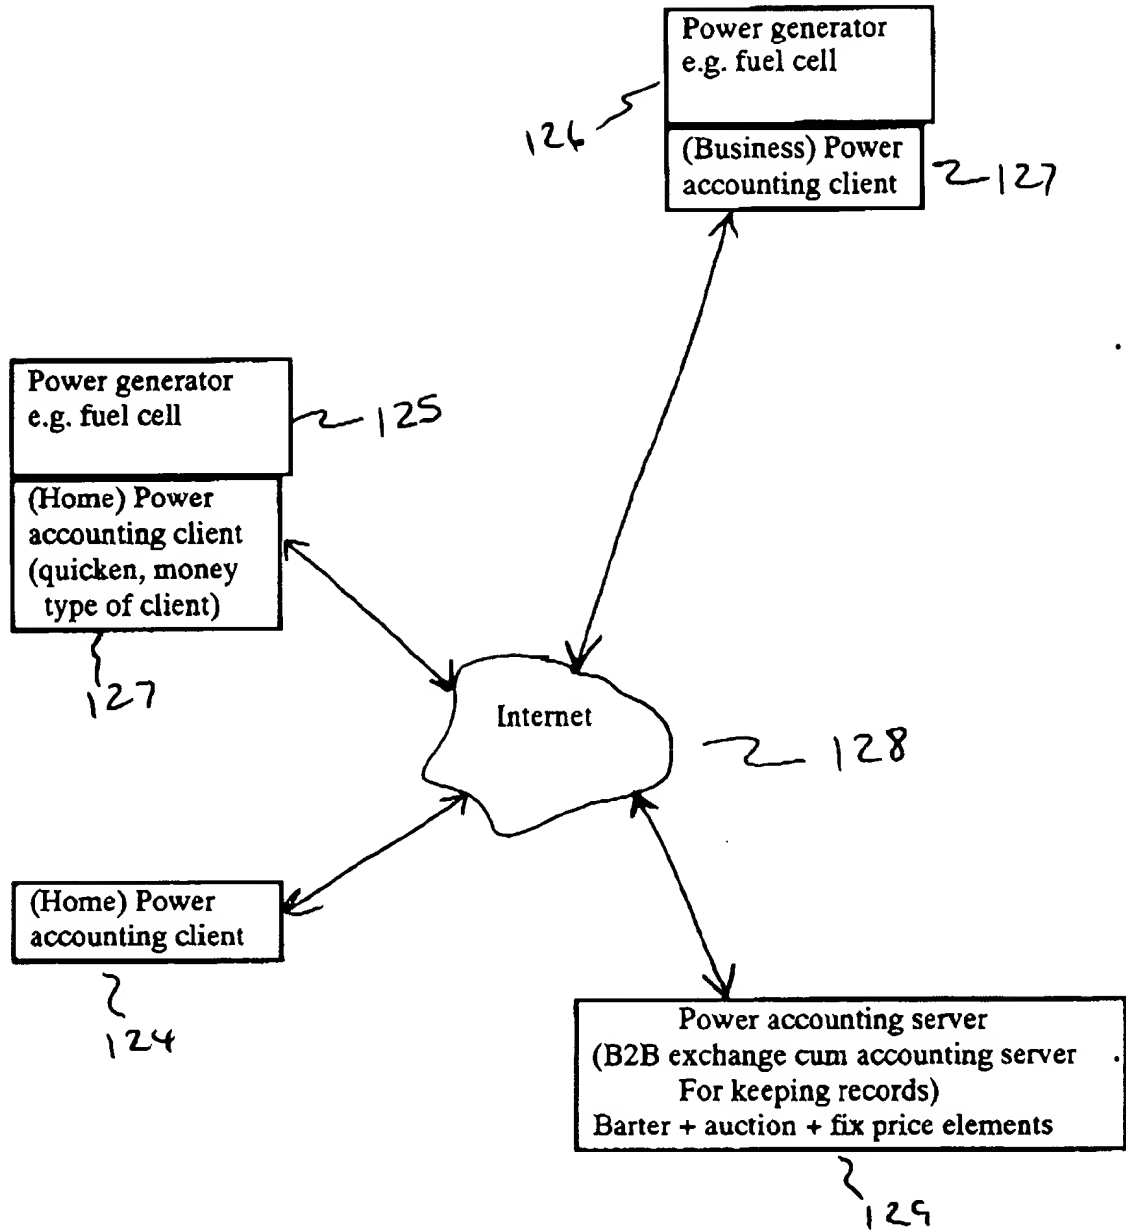 Power generator
e.g. fuel cell
126
(Business) Power
accounting client
127
Power generator
e.g. fuel cell
125
(Home) Power
accounting client
(quicken, money
type of client)
127
Internet
128
(Home) Power
accounting client
124
Power accounting server
(B2B exchange cum accounting server
For keeping records)
Barter + auction + fix price elements
129